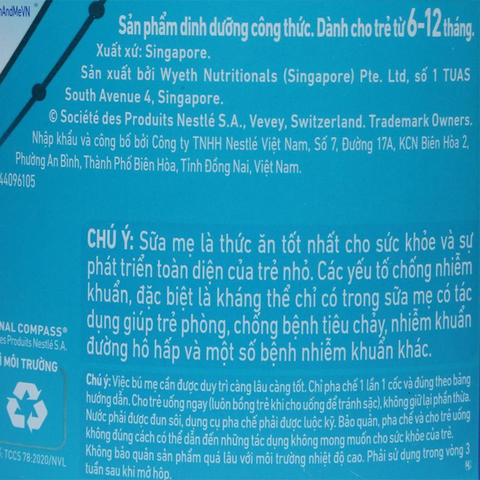 nAndMeVN
Sản phẩm dinh dưỡng công thức. Dành cho trẻ từ 6-12 tháng.
Xuất xứ: Singapore.
Sản xuất bởi Wyeth Nutritionals (Singapore) Pte. Ltd, số 1 TUAS
South Avenue 4, Singapore.
© Société des Produits Nestlé S.A., Vevey, Switzerland. Trademark Owners.
Nhập khẩu và công bố bởi Công ty TNHH Nestlé Việt Nam, Số 7, Đường 17A, KCN Biên Hòa 2,
Phường An Bình, Thành Phố Biên Hòa, Tỉnh Đồng Nai, Việt Nam.
44096105
CHÚ Ý: Sữa mẹ là thức ăn tốt nhất cho sức khỏe và sự
phát triển toàn diện của trẻ nhỏ. Các yếu tố chống nhiễm
khuẩn, đặc biệt là kháng thể chỉ có trong sữa mẹ có tác
dụng giúp trẻ phòng, chống bệnh tiêu chảy, nhiễm khuẩn
đường hô hấp và một số bệnh nhiễm khuẩn khác.
NAL COMPASS®
es Produits Nestlé S.A.
Ì MÔI TRƯỜNG
Chú ý: Việc bú mẹ cần được duy trì càng lâu càng tốt. Chỉ pha chế 1 lần 1 cốc và đúng theo bảng
hướng dẫn. Cho trẻ uống ngay (luôn bồng trẻ khi cho uống để tránh sặc), không giữ lại phần thừa.
Nước phải được đun sôi, dụng cụ pha chế phải được luộc kỹ. Bảo quản, pha chế và cho trẻ uống
không đúng cách có thể dẫn đến những tác dụng không mong muốn cho sức khỏe của trẻ.
Không bảo quản sản phẩm quá lâu với môi trường nhiệt độ cao. Phải sử dụng trong vòng 3
tuần sau khi mở hộp.
: TCCS 78:2020/NVL